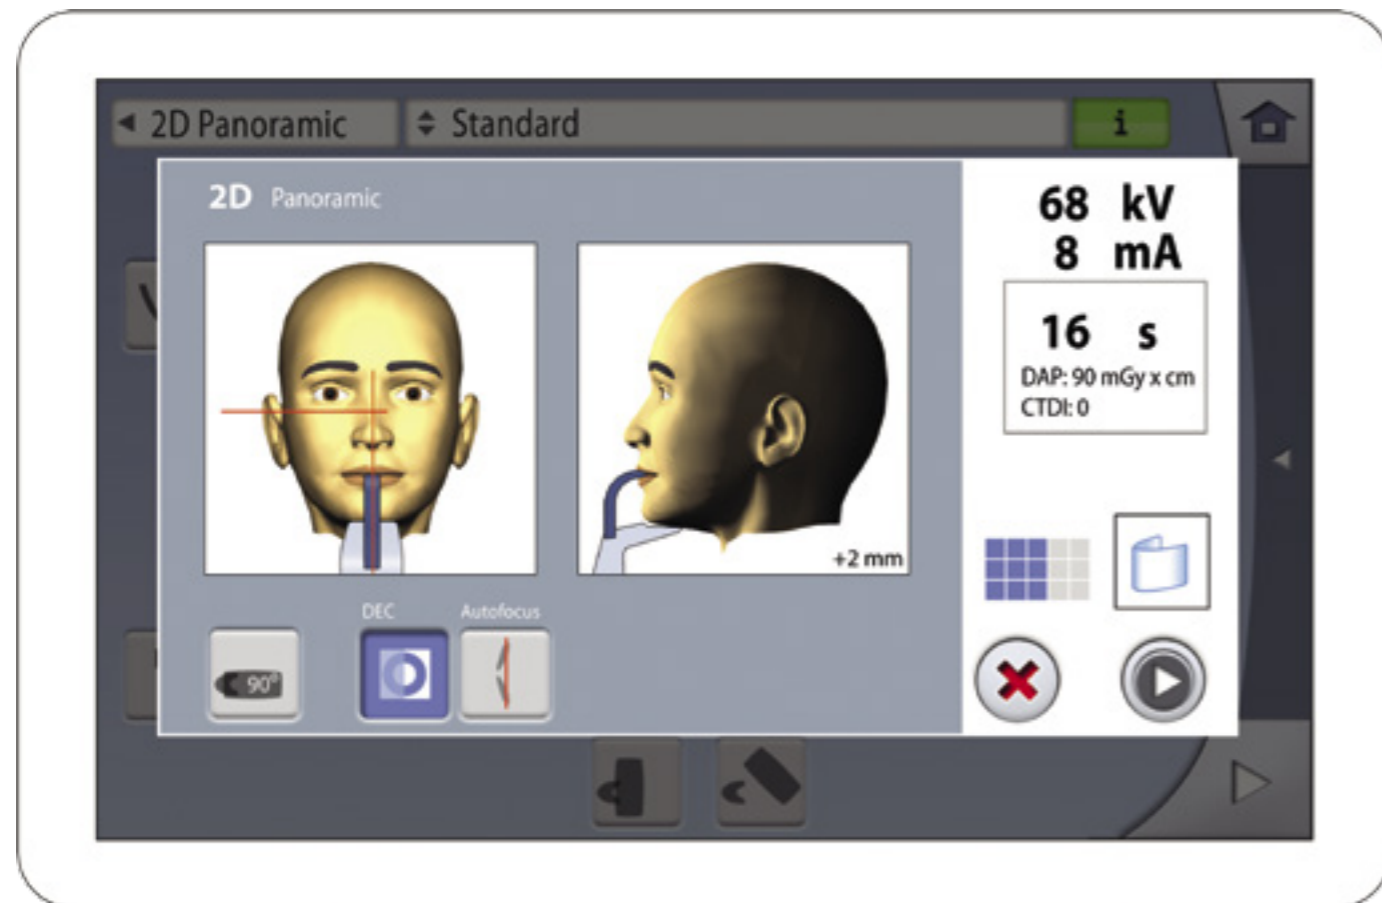 2D Panoramic
Standard
i
2D Panoramic
68 kV
8 mA
16 s
DAP: 90 mGy x cm
CTDI: 0
+2 mm
DEC
Autofocus
90°